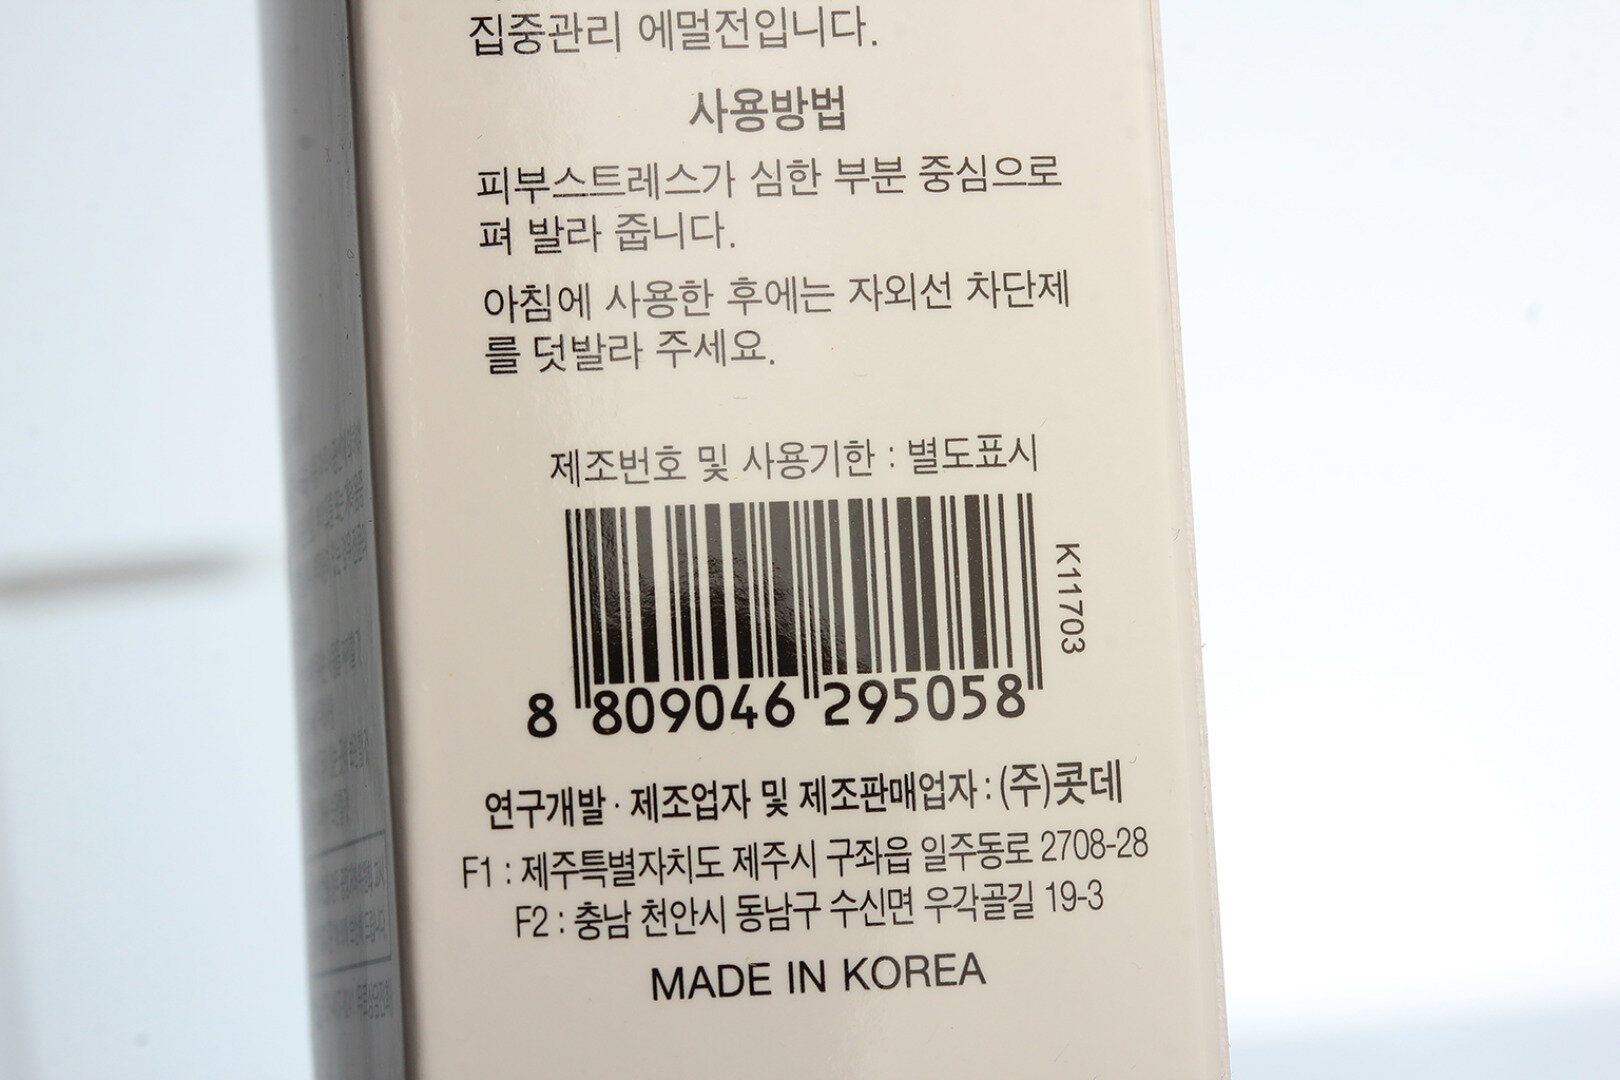 집중관리 에멀전입니다.
사용방법
피부스트레스가 심한 부분 중심으로
펴 발라 줍니다.
아침에 사용한 후에는 자외선 차단제
를 덧발라 주세요.
제조번호 및 사용기한 : 별도표시
K11703
8 809046 295058
연구개발 · 제조업자 및 제조판매업자 : (주)콧데
F1 : 제주특별자치도 제주시 구좌읍 일주동로 2708-28
F2 : 충남 천안시 동남구 수신면 우각골길 19-3
MADE IN KOREA